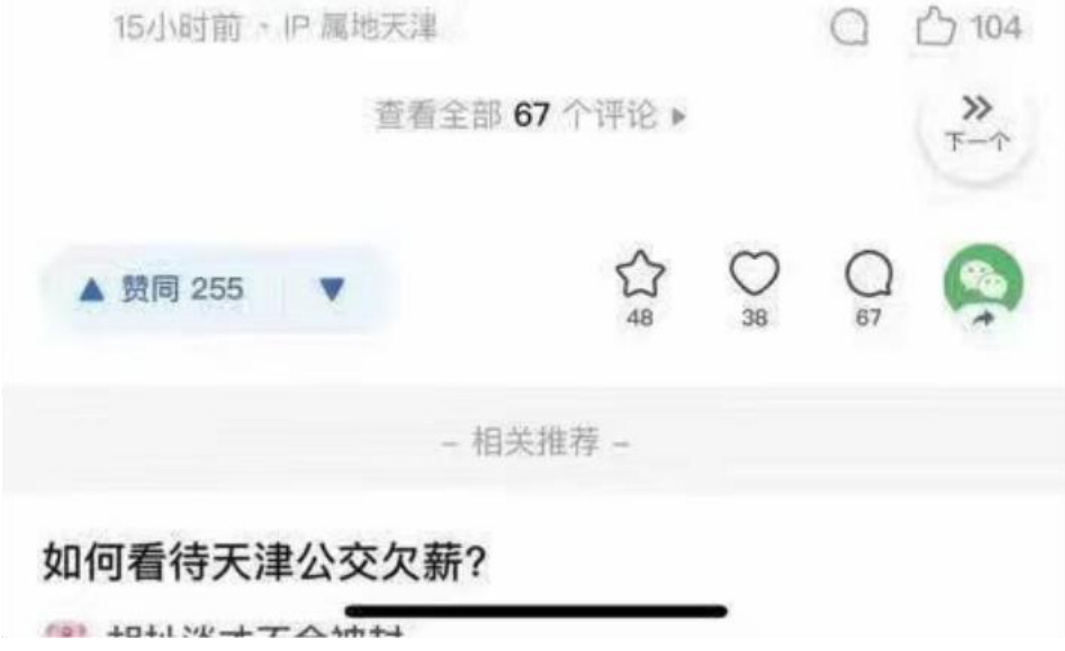 15小时前 · IP 属地天津
104
查看全部 67 个评论
下一个
赞同 255
48
38
67
- 相关推荐 -
如何看待天津公交欠薪?